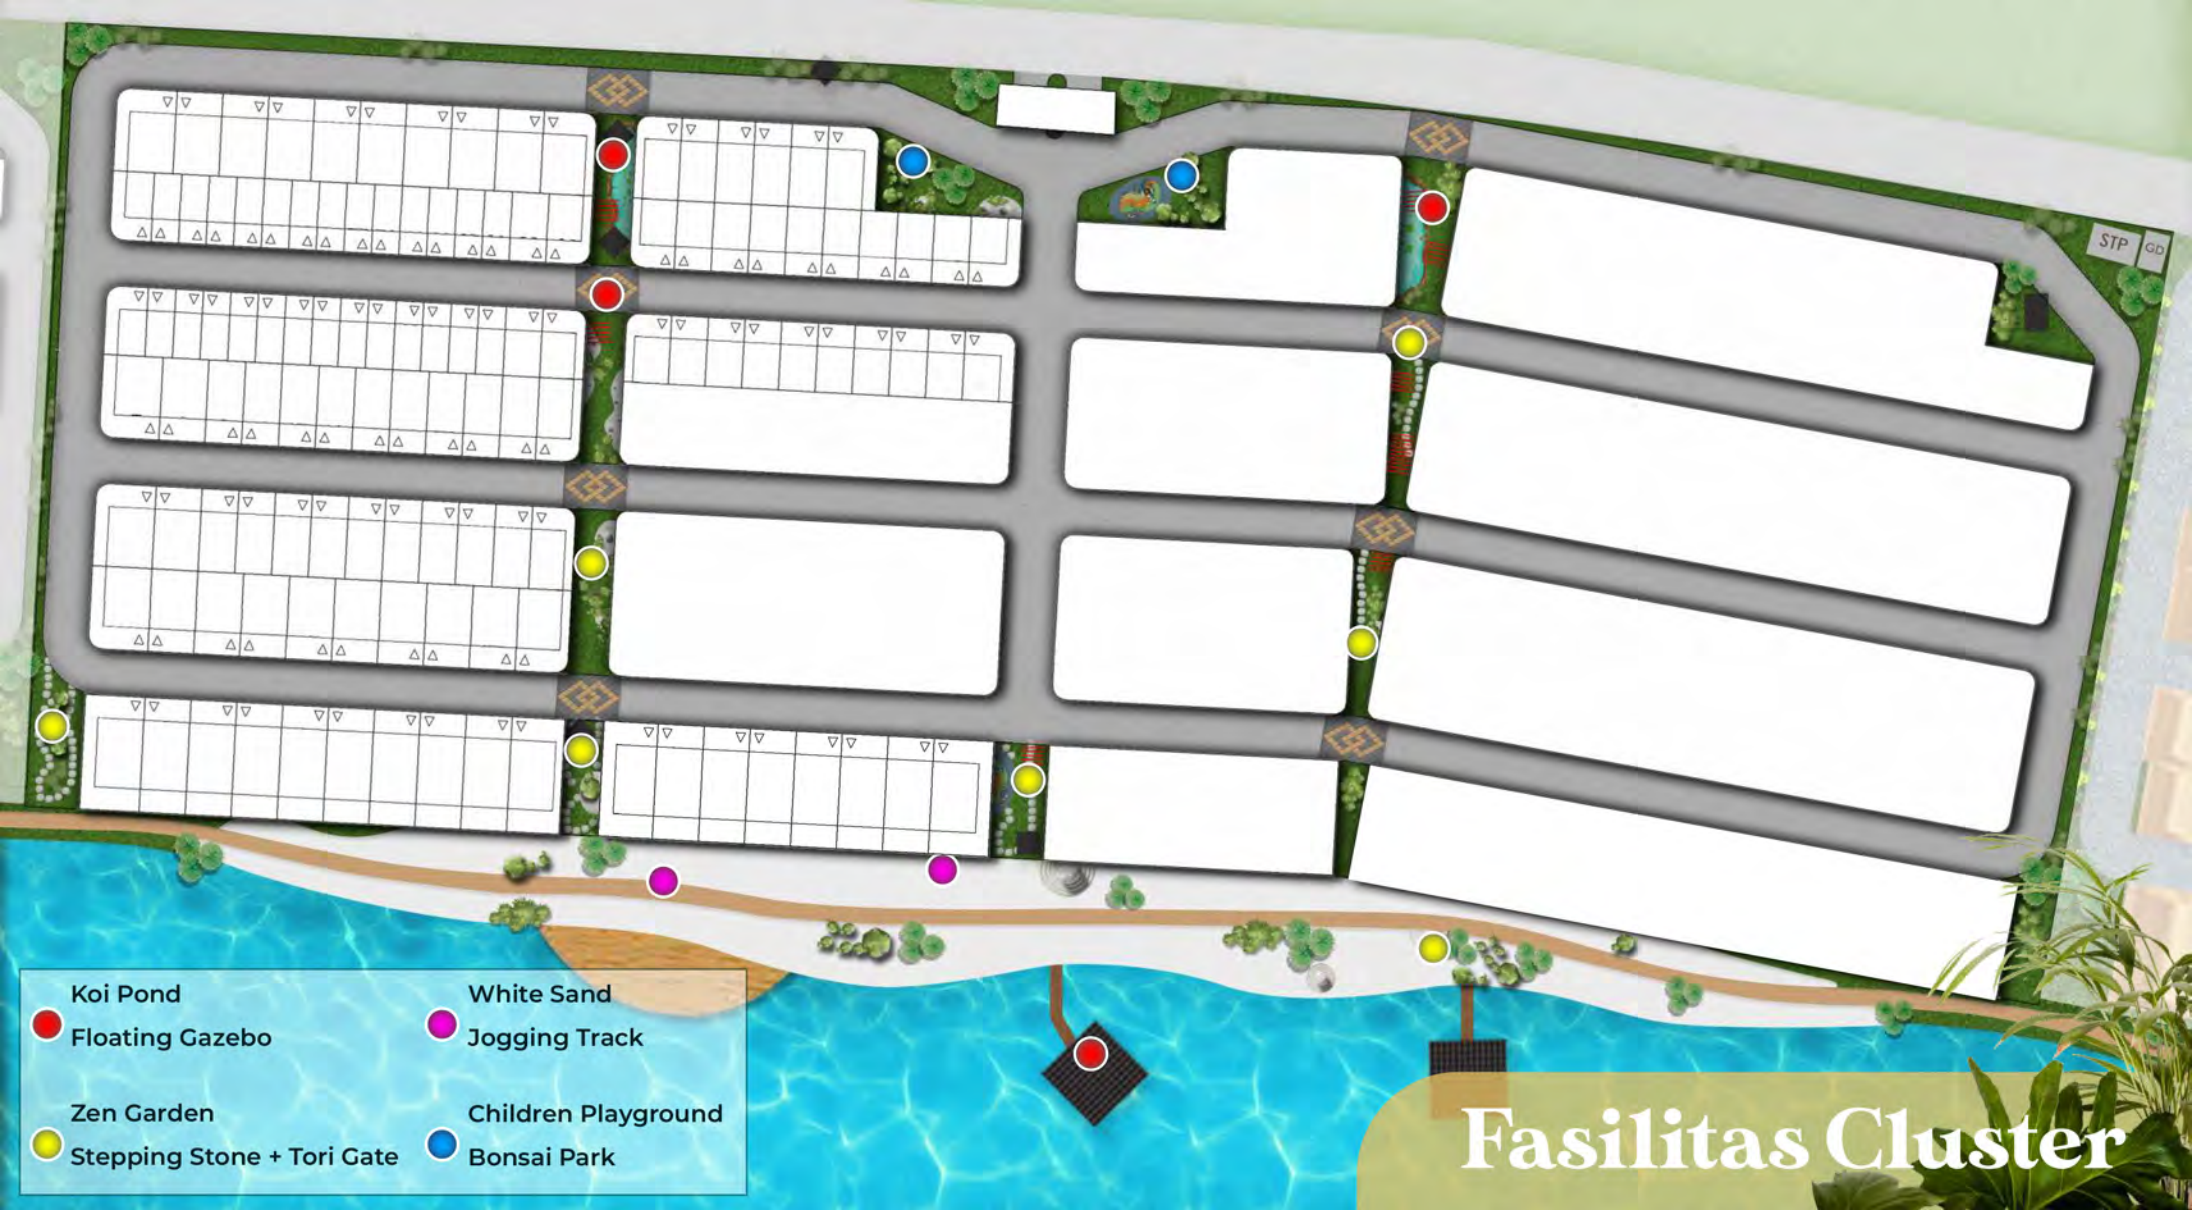 STP
GD
Koi Pond
Floating Gazebo
White Sand
Jogging Track
Zen Garden
Stepping Stone + Tori Gate
Children Playground
Bonsai Park
Fasilitas Cluster